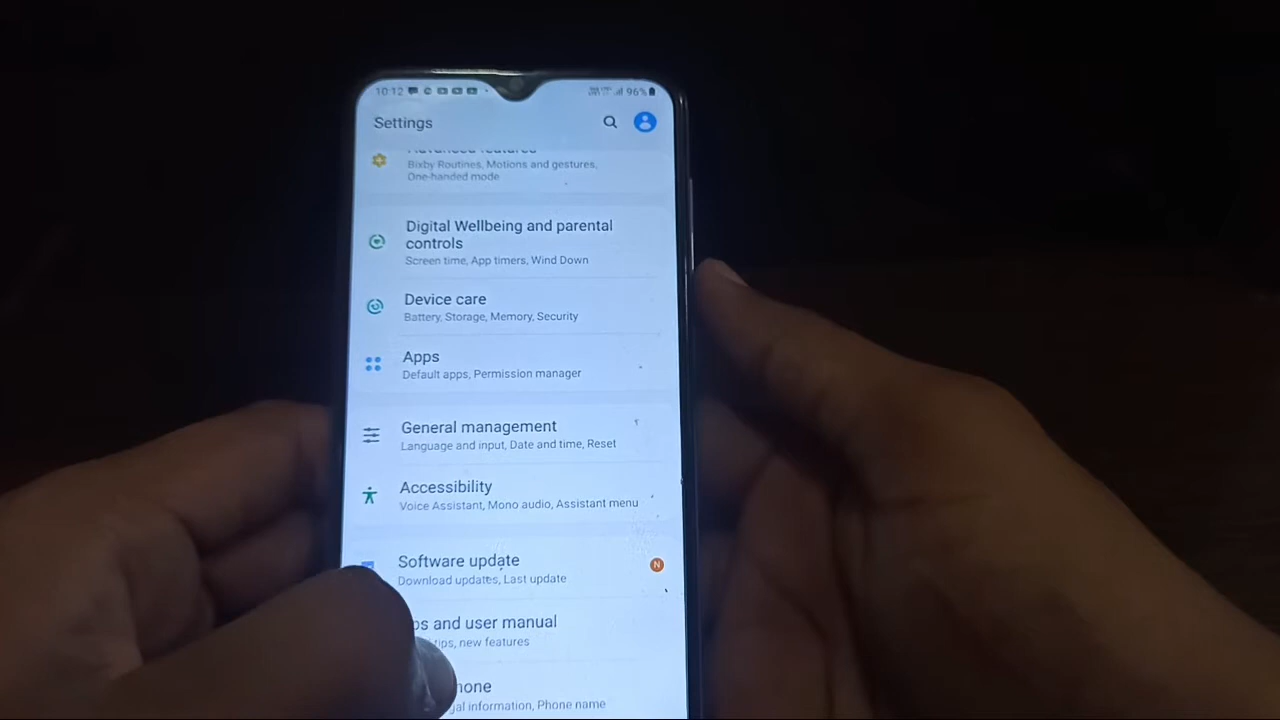 10:12
96%
Settings
Advanced features
Bixby Routines, Motions and gestures,
One-handed mode
Digital Wellbeing and parental
controls
Screen time, App timers, Wind Down
Device care
Battery, Storage, Memory, Security
Apps
Default apps, Permission manager
General management
Language and input, Date and time, Reset
Accessibility
Voice Assistant, Mono audio, Assistant menu
Software update
N
Download updates, Last update
and user manual
tips, new features
information, Phone name